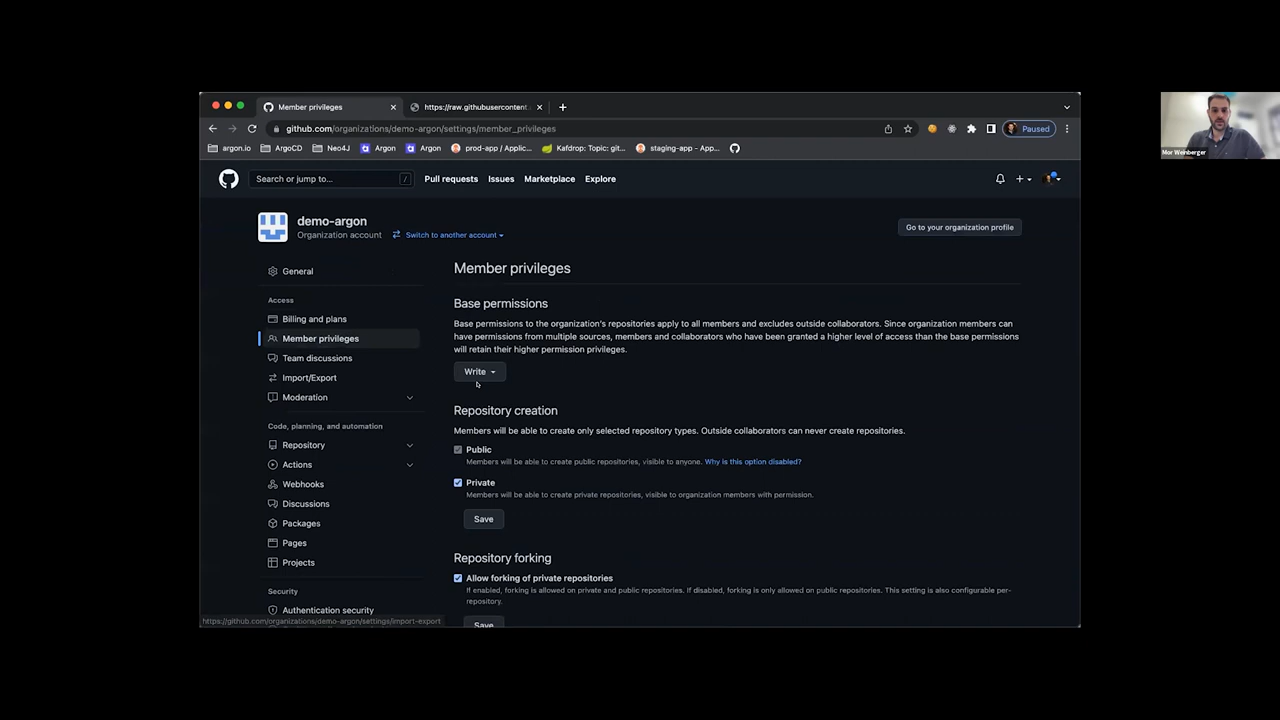 Member privileges
https://raw.githubusercontent
github.com/organizations/demo-argon/settings/member_privileges
Paused
argon.io
ArgoCD
Neo4J
Argon
Argon
prod-app / Applic...
Kafdrop: Topic: git...
staging-app - App...
Search or jump to...
/
Pull requests
Issues
Marketplace
Explore
demo-argon
Organization account
Switch to another account
Go to your organization profile
General
Access
Billing and plans
Member privileges
Team discussions
Import/Export
Moderation
Code, planning, and automation
Repository
Actions
Webhooks
Discussions
Packages
Pages
Projects
Security
Authentication security
https://github.com/organizations/demo-argon/settings/import-export
Member privileges
Base permissions
Base permissions to the organization's repositories apply to all members and excludes outside collaborators. Since organization members can
have permissions from multiple sources, members and collaborators who have been granted a higher level of access than the base permissions
will retain their higher permission privileges.
Write
Repository creation
Members will be able to create only selected repository types. Outside collaborators can never create repositories.
Public
Members will be able to create public repositories, visible to anyone. Why is this option disabled?
Private
Members will be able to create private repositories, visible to organization members with permission.
Save
Repository forking
Allow forking of private repositories
If enabled, forking is allowed on private and public repositories. If disabled, forking is only allowed on public repositories. This setting is also configurable per-
repository.
Save
Mor Weinberger